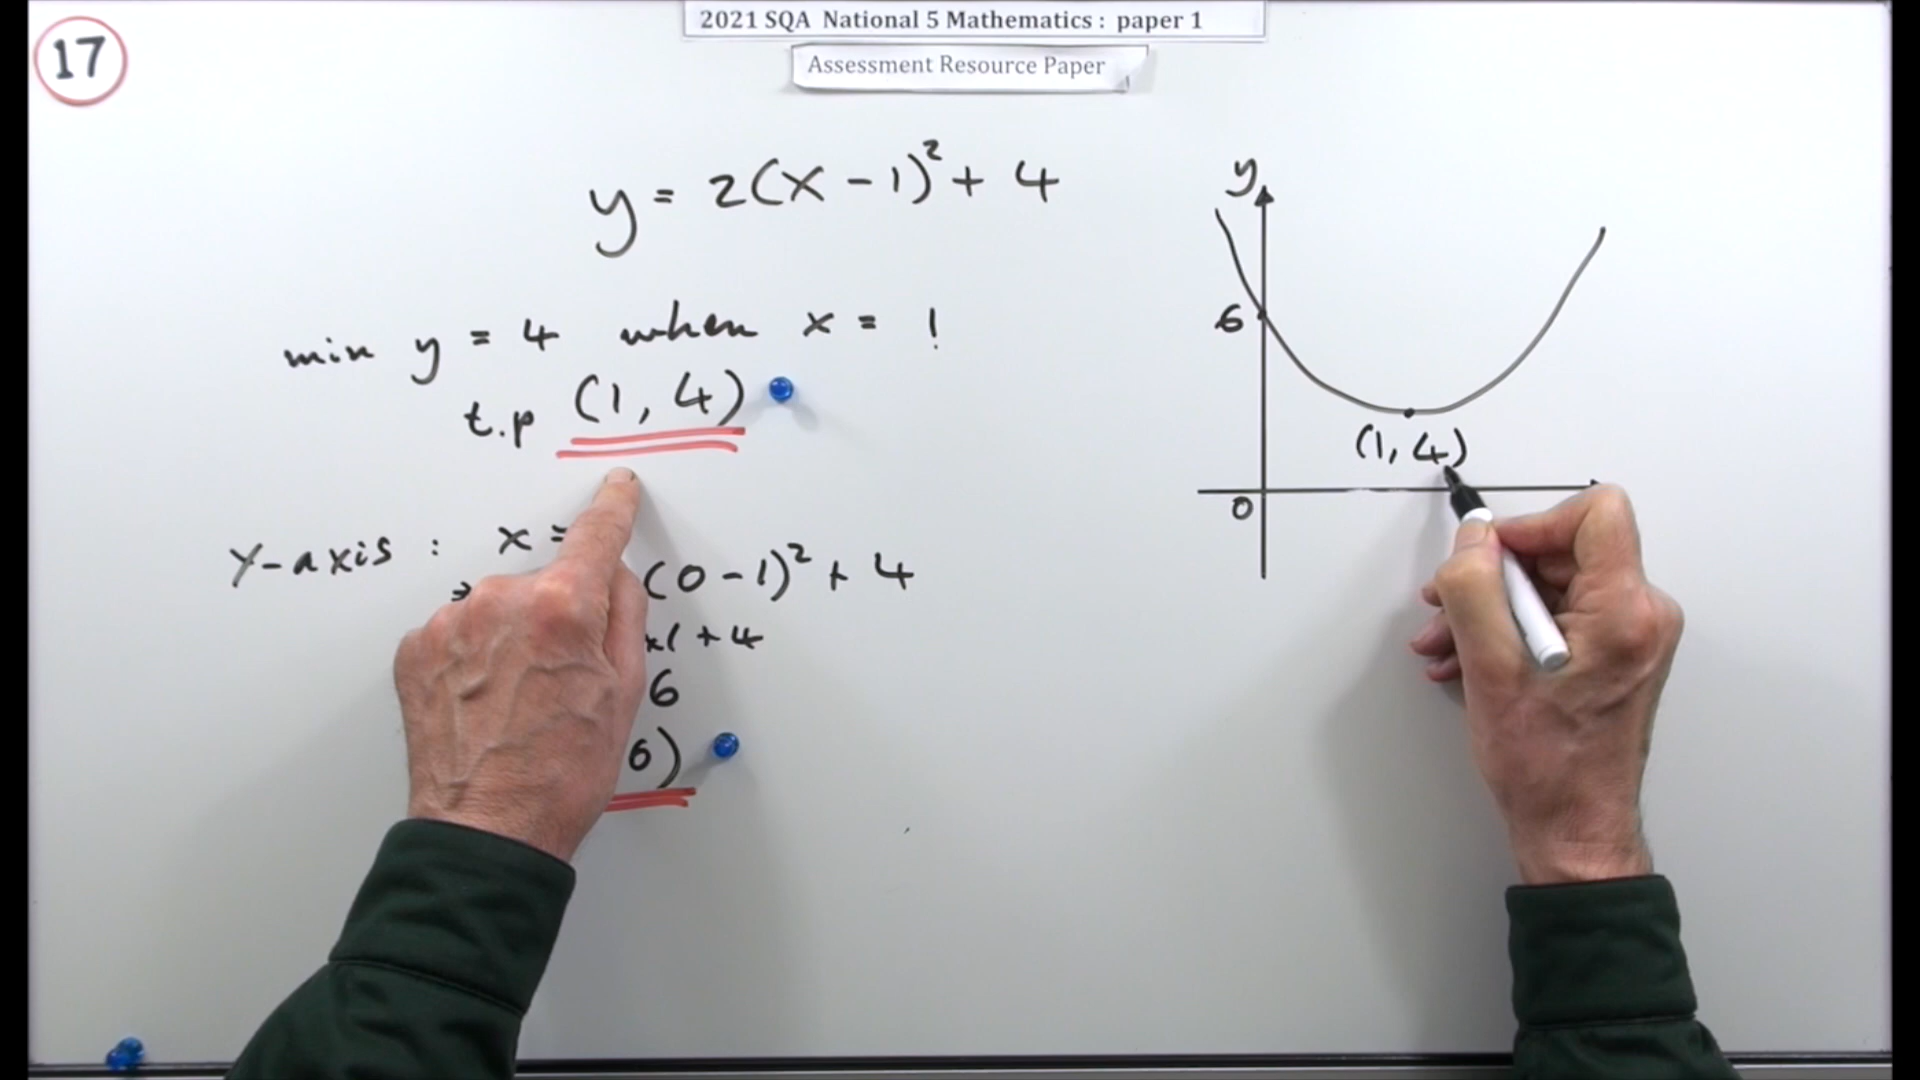 17
2021 SQA National 5 Mathematics : paper 1
Assessment Resource Paper
y = 2(x - 1)² + 4
min y = 4 when x = 1
t.p (1, 4)
Y-axis : x =
(0 - 1)² + 4
x1 + 4
6
6)
y
6
(1, 4)
0